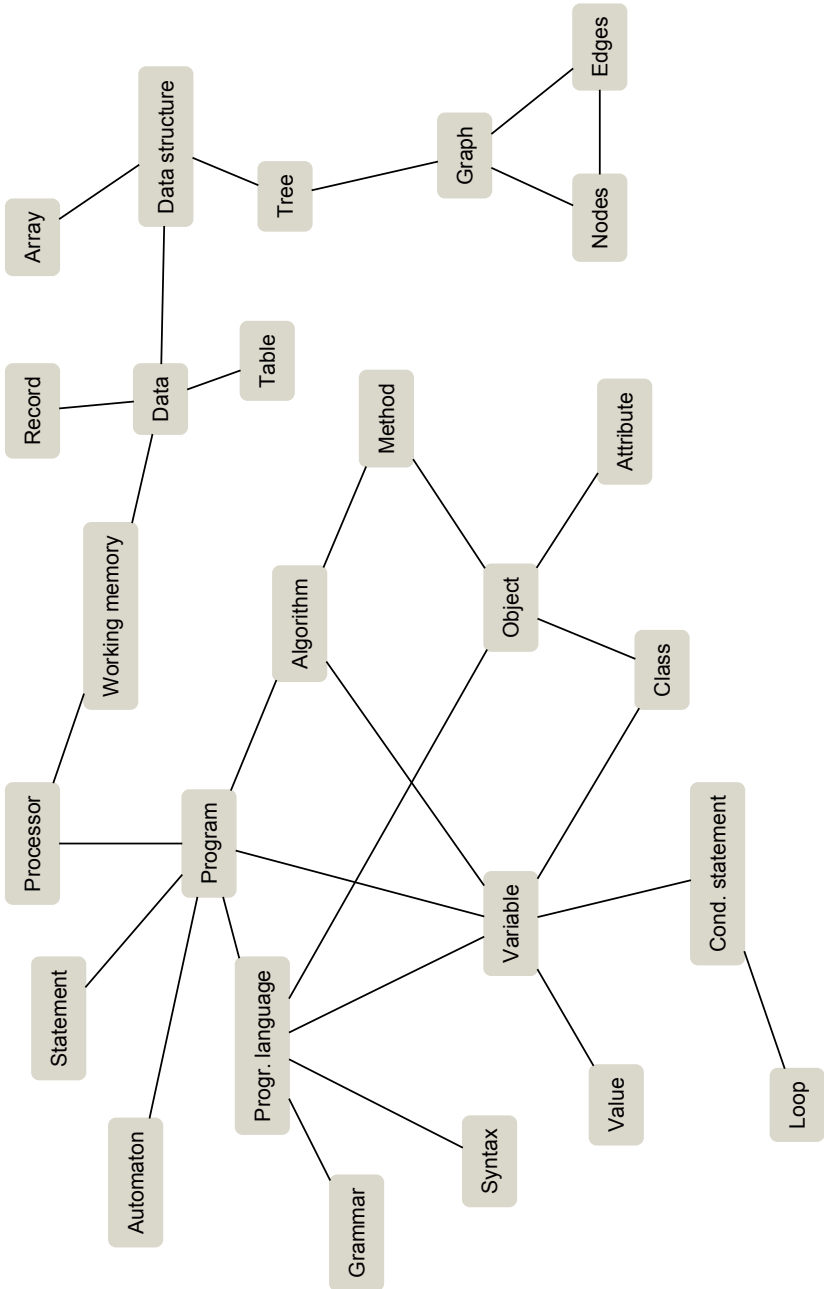 Grammar
Automaton
Syntax
Value
Loop
Statement
Progr. language
Processor
Program
Variable
Cond. statement
Working memory
Algorithm
Object
Class
Record
Data
Table
Method
Attribute
Array
Data structure
Tree
Graph
Nodes
Edges